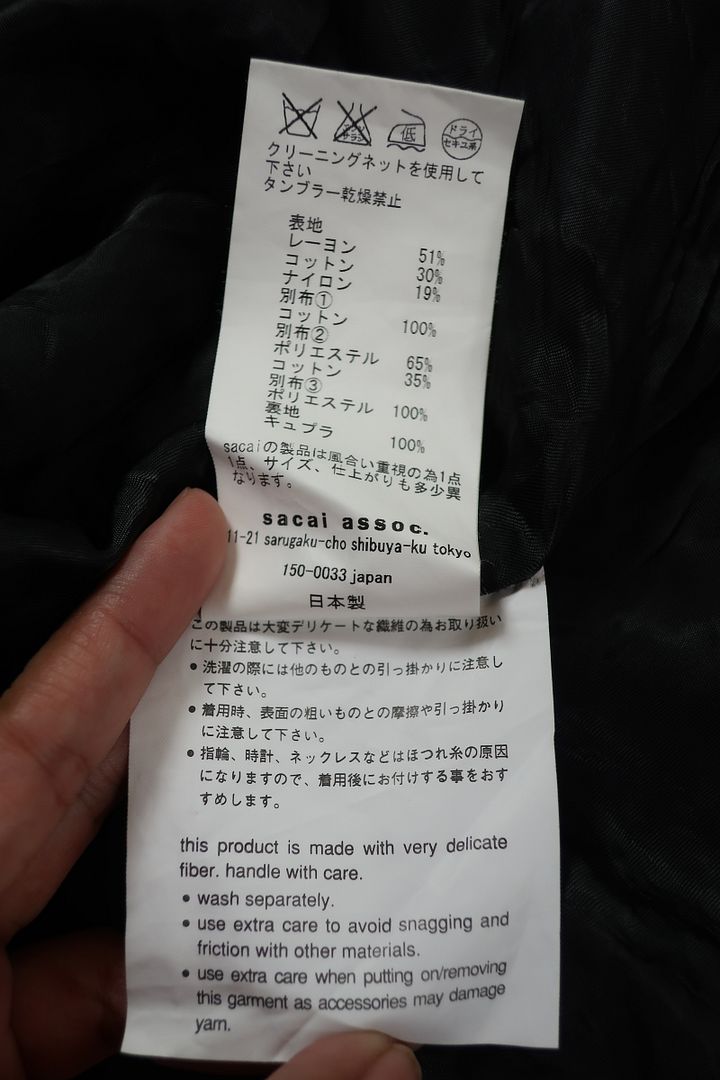 エンソ サラシ 低 ドライ セキユ系
クリーニングネットを使用して
下さい
タンブラー乾燥禁止
表地
レーヨン 51%
コットン 30%
ナイロン 19%
別布①
コットン 100%
別布②
ポリエステル 65%
コットン 35%
別布③
ポリエステル 100%
裏地
キュプラ 100%
sacaiの製品は風合い重視の為1点
1点、サイズ、仕上がりも多少異
なります。
sacai assoc.
11-21 sarugaku-cho shibuya-ku tokyo
150-0033 japan
日本製
この製品は大変デリケートな繊維の為お取り扱い
に十分注意して下さい。
● 洗濯の際には他のものとの引っ掛かりに注意し
て下さい。
● 着用時、表面の粗いものとの摩擦や引っ掛かり
に注意して下さい。
● 指輪、時計、ネックレスなどはほつれ糸の原因
になりますので、着用後にお付けする事をおす
すめします。
this product is made with very delicate
fiber. handle with care.
● wash separately.
● use extra care to avoid snagging and
friction with other materials.
● use extra care when putting on/removing
this garment as accessories may damage
yarn.